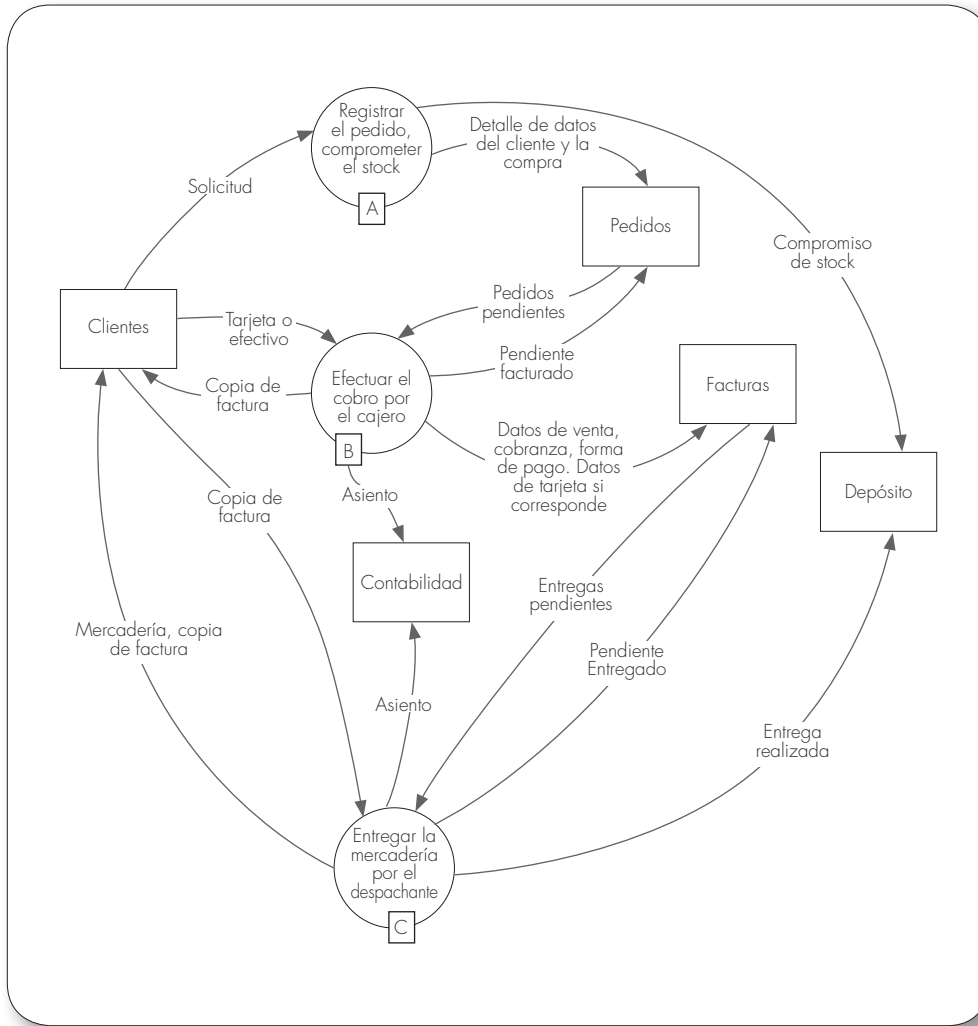 Registrar
el pedido,
comprometer
el stock
A
Detalle de datos
del cliente y la
compra
Solicitud
Pedidos
Compromiso
de stock
Clientes
Tarjeta o
efectivo
Pedidos
pendientes
Pendiente
facturado
Copia de
factura
Efectuar el
cobro por
el cajero
B
Facturas
Datos de venta,
cobranza, forma
de pago. Datos
de tarjeta si
corresponde
Depósito
Copia de
factura
Asiento
Contabilidad
Entregas
pendientes
Mercadería, copia
de factura
Pendiente
Entregado
Asiento
Entrega
realizada
Entregar la
mercadería
por el
despachante
C